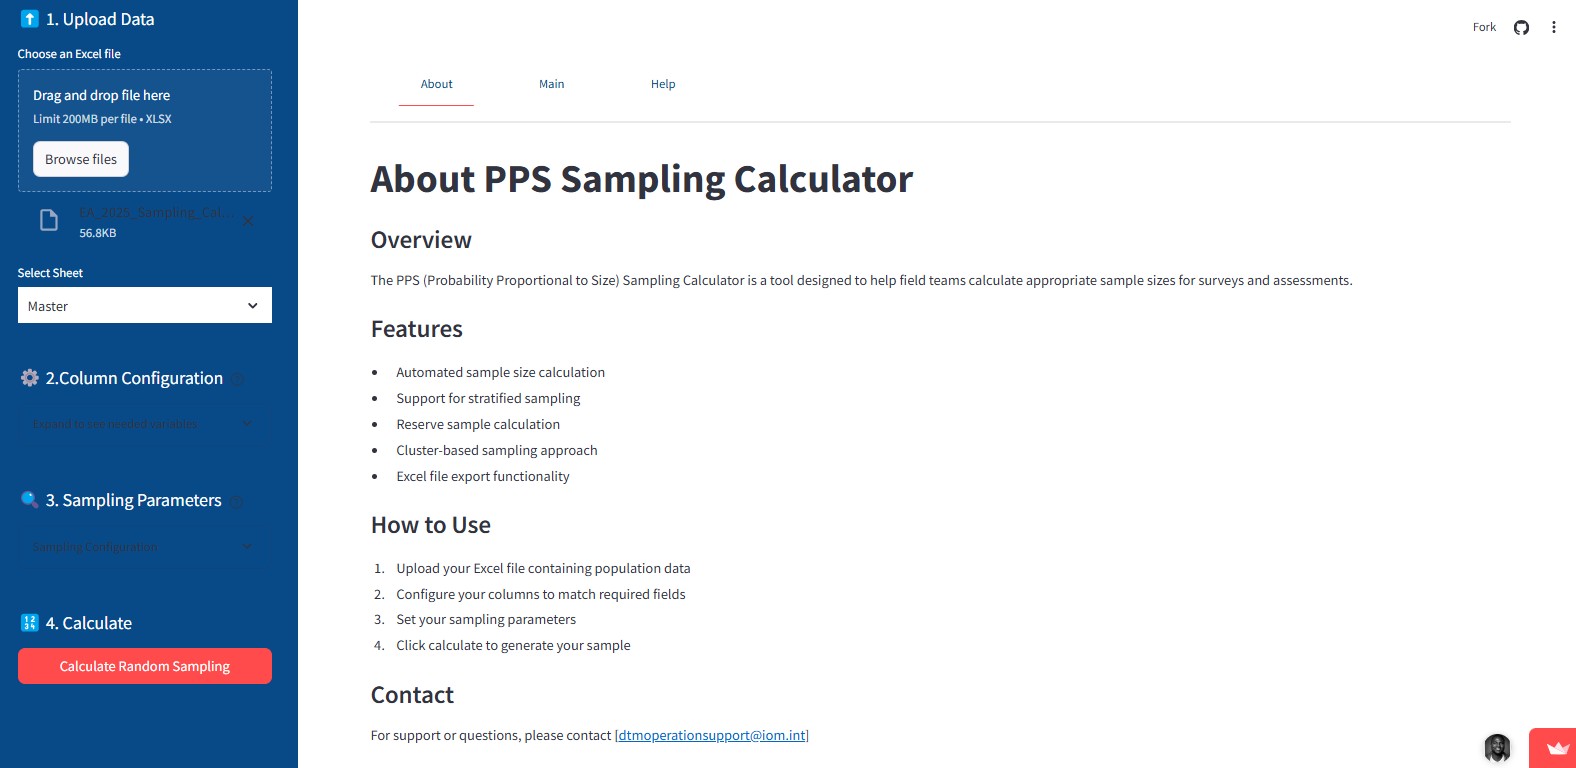 1. Upload Data
Choose an Excel file
Drag and drop file here
Limit 200MB per file • XLSX
Browse files
EA_2025_Sampling_Cal...
56.8KB
Select Sheet
Master
2.Column Configuration
Expand to see needed variables
3. Sampling Parameters
Sampling Configuration
4. Calculate
Calculate Random Sampling
Fork
About
Main
Help
About PPS Sampling Calculator
Overview
The PPS (Probability Proportional to Size) Sampling Calculator is a tool designed to help field teams calculate appropriate sample sizes for surveys and assessments.
Features
• Automated sample size calculation
• Support for stratified sampling
• Reserve sample calculation
• Cluster-based sampling approach
• Excel file export functionality
How to Use
1. Upload your Excel file containing population data
2. Configure your columns to match required fields
3. Set your sampling parameters
4. Click calculate to generate your sample
Contact
For support or questions, please contact [dtmoperationsupport@iom.int]